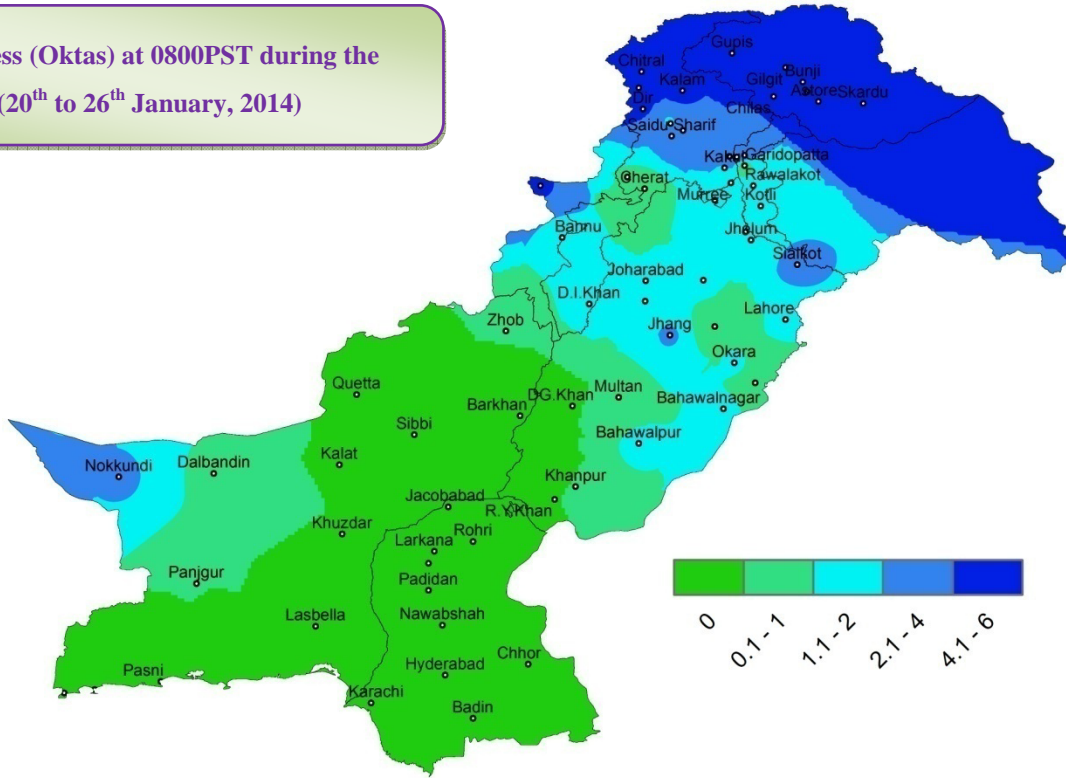 ess (Oktas) at 0800PST during the
(20th to 26th January, 2014)
Gupis
Chitral
Bunji
Gilgit
Kalam
Astore
Skardu
Dir
Chilas
Saidu Sharif
Garidopatta
Cherat
Rawalakot
Murree
Kotli
Bannu
Jhelum
Sialkot
Joharabad
D.I.Khan
Lahore
Zhob
Jhang
Okara
Quetta
Multan
DG.Khan
Barkhan
Bahawalnagar
Sibbi
Bahawalpur
Kalat
Nokkundi
Dalbandin
Khanpur
Jacobabad
R.Y.Khan
Khuzdar
Rohri
Larkana
Panjgur
Padidan
Lasbella
Nawabshah
Chhor
Hyderabad
Pasni
Karachi
Badin
0
0.1 - 1
1.1 - 2
2.1 - 4
4.1 - 6